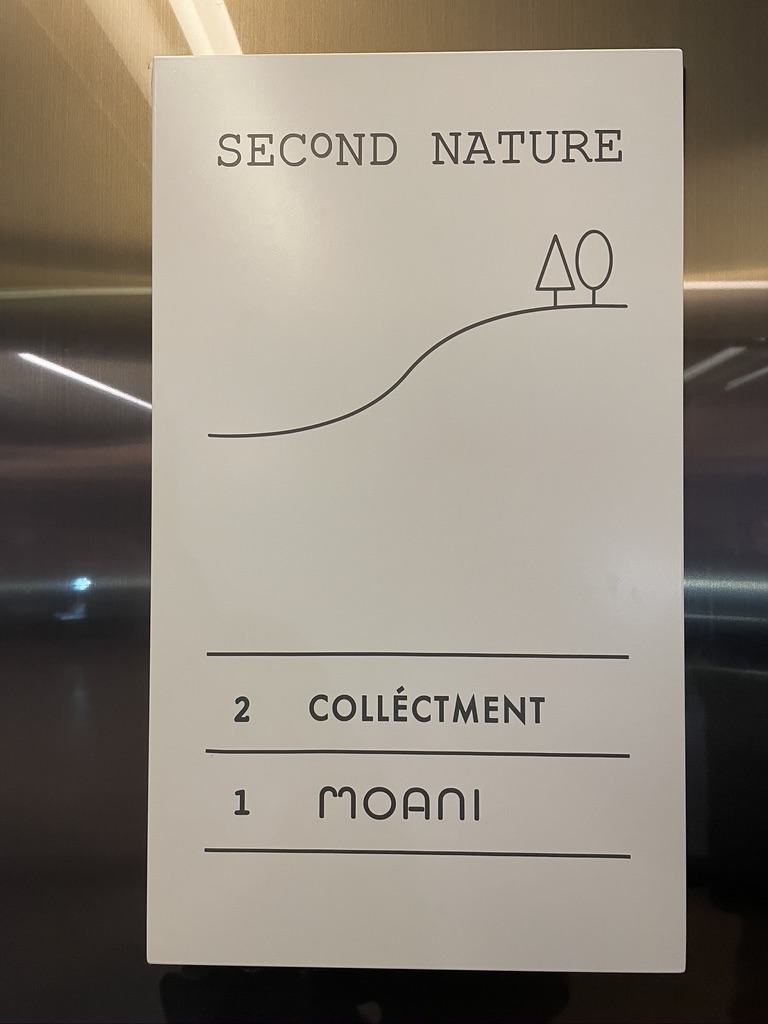 SECOND NATURE
2 COLLÉCTMENT
1 MOANI